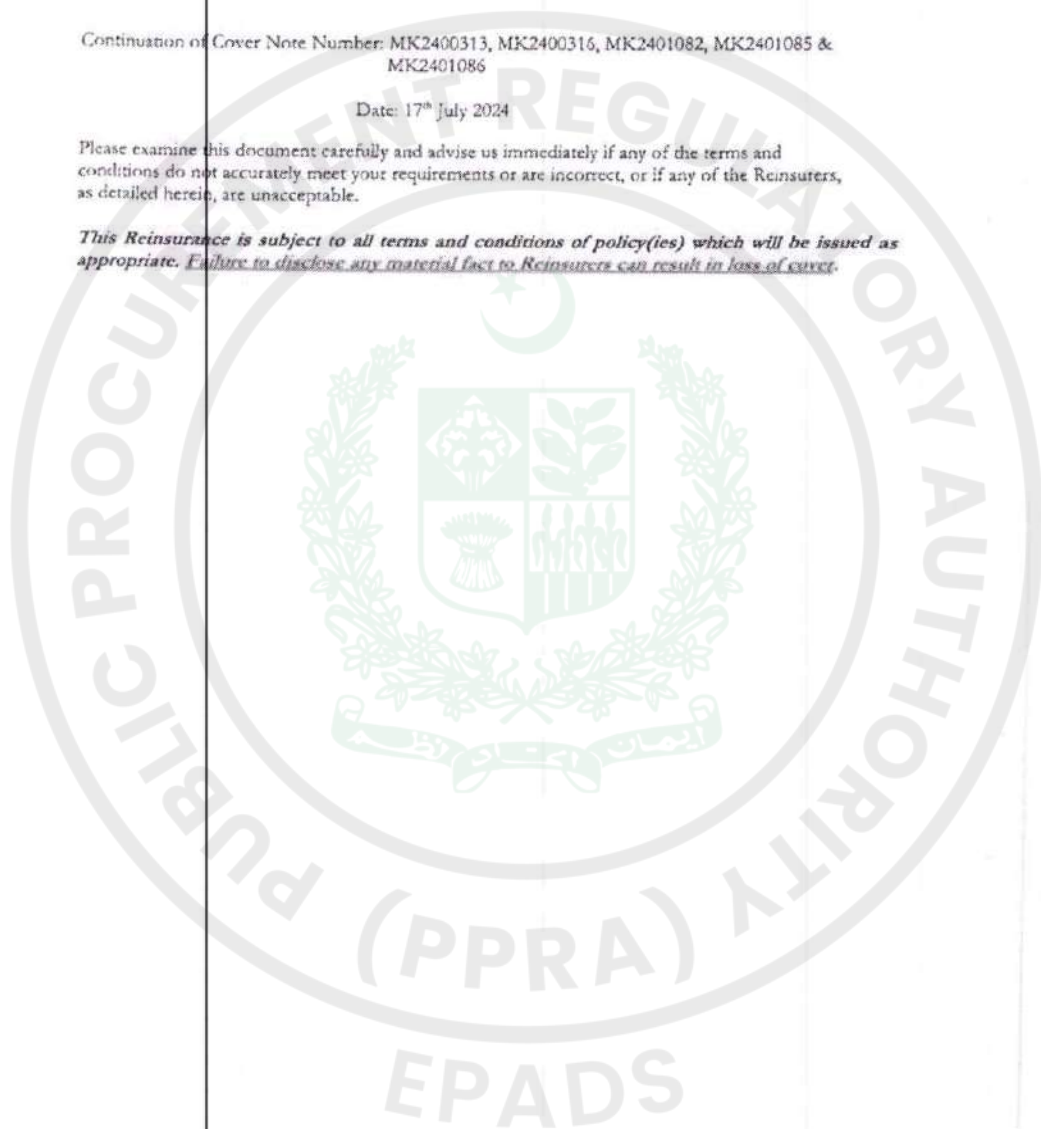 Continuation of Cover Note Number: MK2400313, MK2400316, MK2401082, MK2401085 &
MK2401086
Date: 17th July 2024
Please examine this document carefully and advise us immediately if any of the terms and
conditions do not accurately meet your requirements or are incorrect, or if any of the Reinsurers,
as detailed herein, are unacceptable.
This Reinsurance is subject to all terms and conditions of policy(ies) which will be issued as
appropriate. Failure to disclose any material fact to Reinsurers can result in loss of cover.
PUBLIC PROCUREMENT REGULATORY AUTHORITY
(PPRA)
EPADS